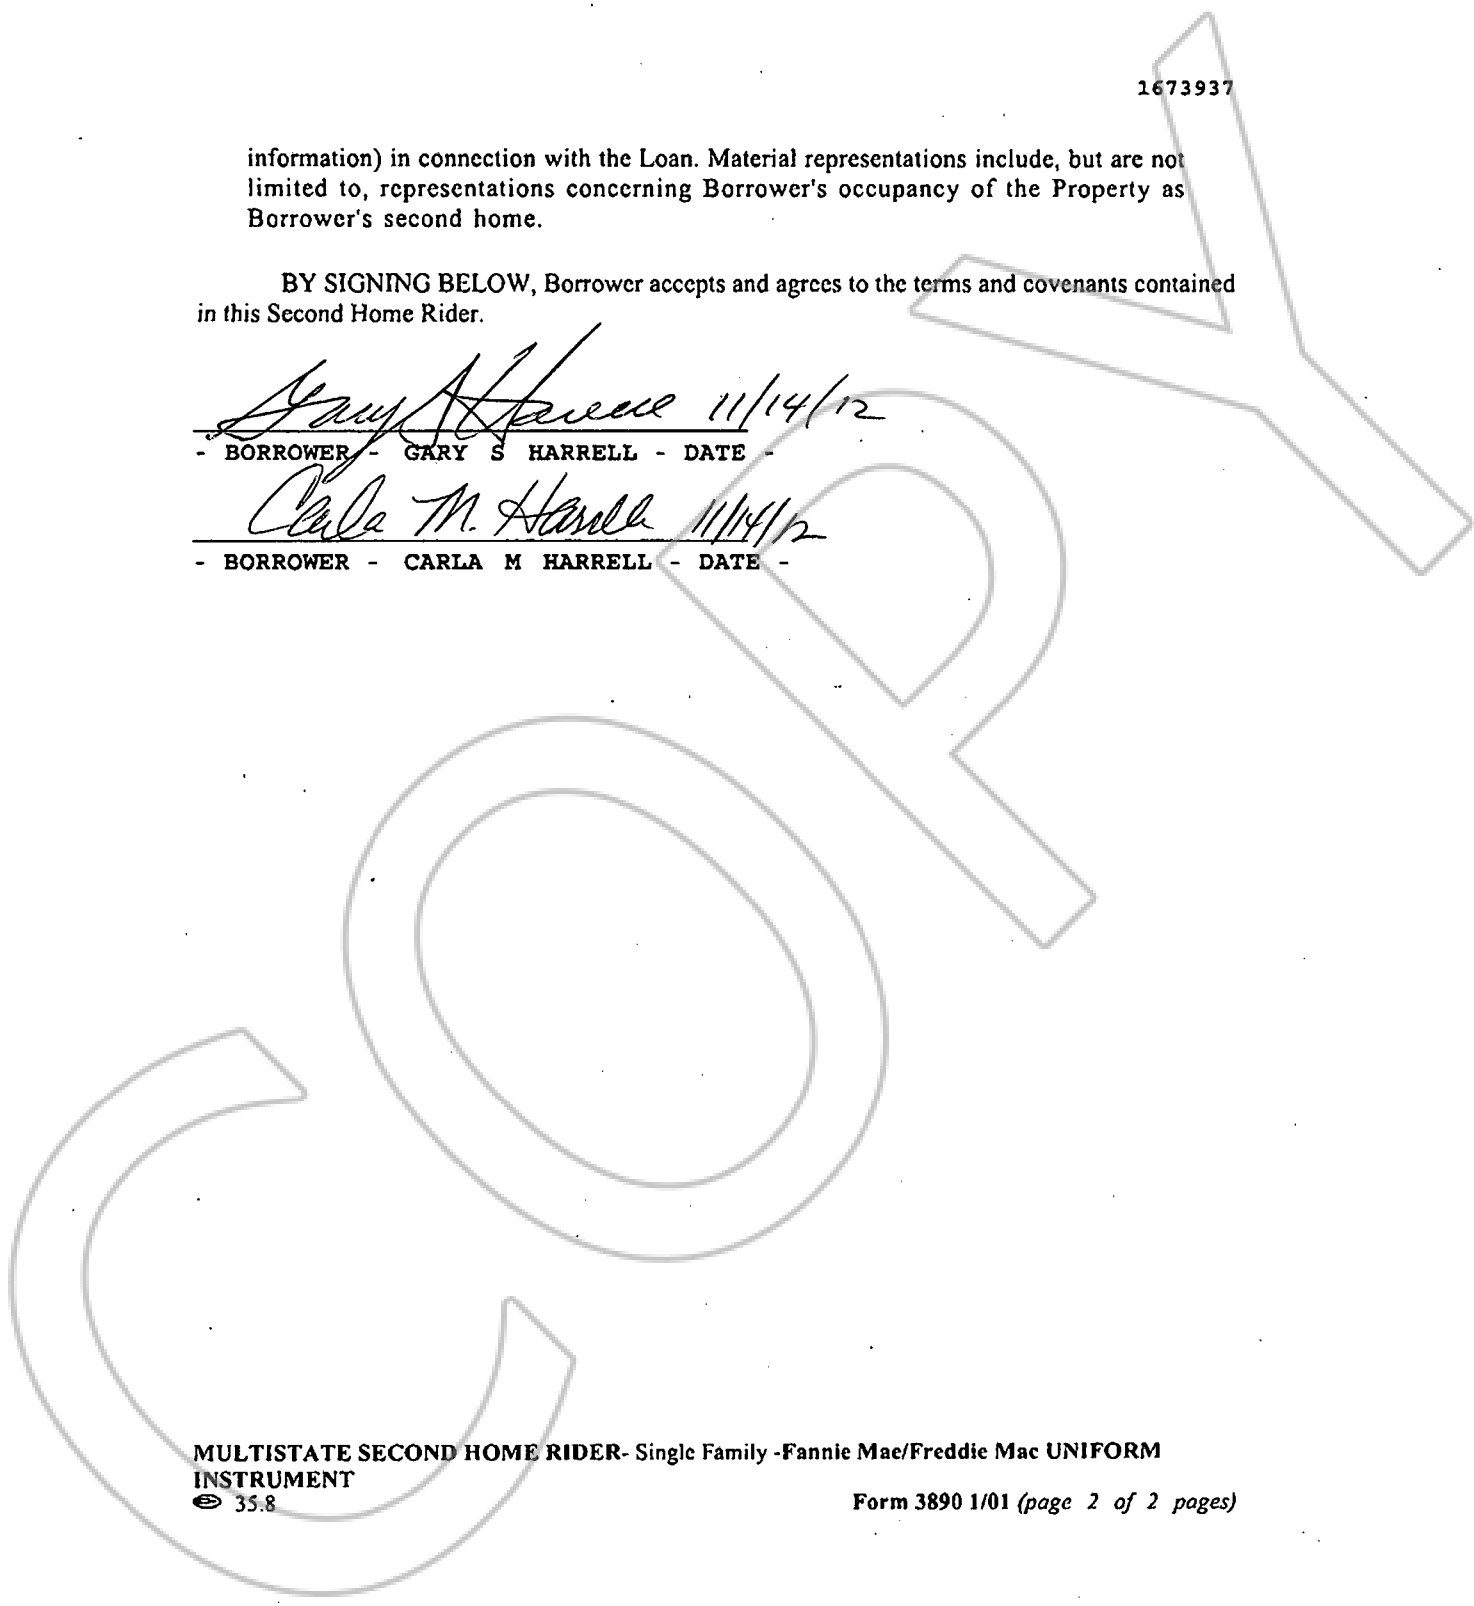 1673937
information) in connection with the Loan. Material representations include, but are not
limited to, representations concerning Borrower's occupancy of the Property as
Borrower's second home.
BY SIGNING BELOW, Borrower accepts and agrees to the terms and covenants contained
in this Second Home Rider.
Gary S Harrell 11/14/12
- BORROWER - GARY S HARRELL - DATE -
Carla M. Harrell 11/14/12
- BORROWER - CARLA M HARRELL - DATE -
COPY
MULTISTATE SECOND HOME RIDER- Single Family -Fannie Mae/Freddie Mac UNIFORM
INSTRUMENT
35.8
Form 3890 1/01 (page 2 of 2 pages)